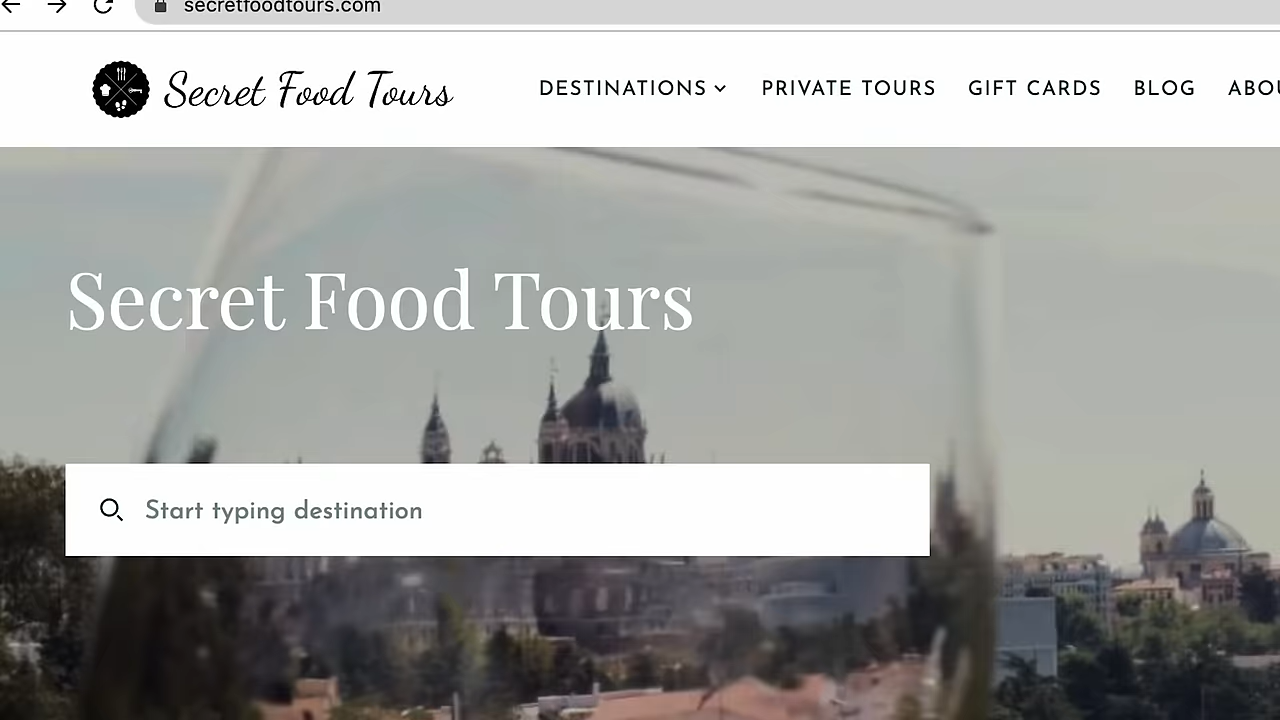 secretfoodtours.com
Secret Food Tours DESTINATIONS PRIVATE TOURS GIFT CARDS BLOG
Secret Food Tours
Start typing destination